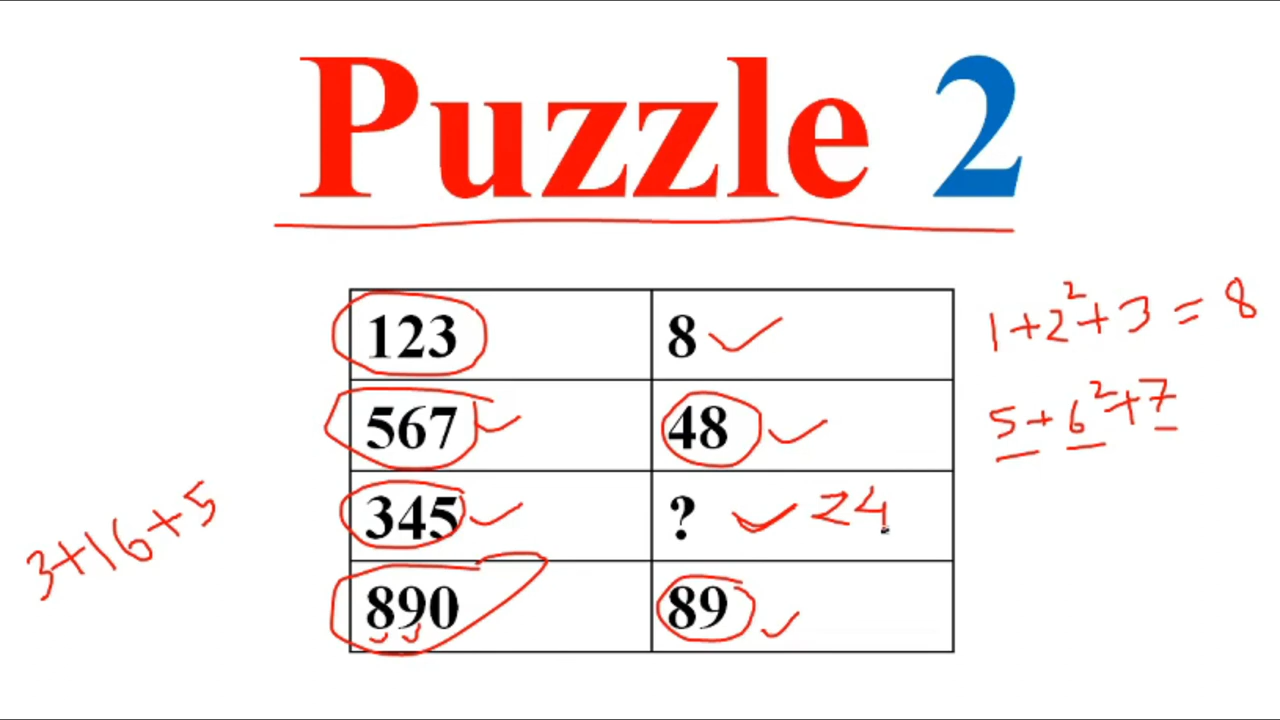 Puzzle 2
123 8
1+2²+3 = 8
567 48
5+6²+7
345 ? 24
3+16+5
890 89